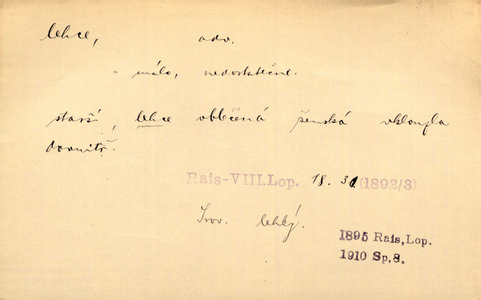 lehce, adv.
- málo, nedostatečně.
starší, lehce oblečená ženská vklouzla
dovnitř.
Rais-VIII.Lop. 18. 31 (1892/3)
Srov. lehký.
1895 Rais, Lop.
1910 Sp. 8.